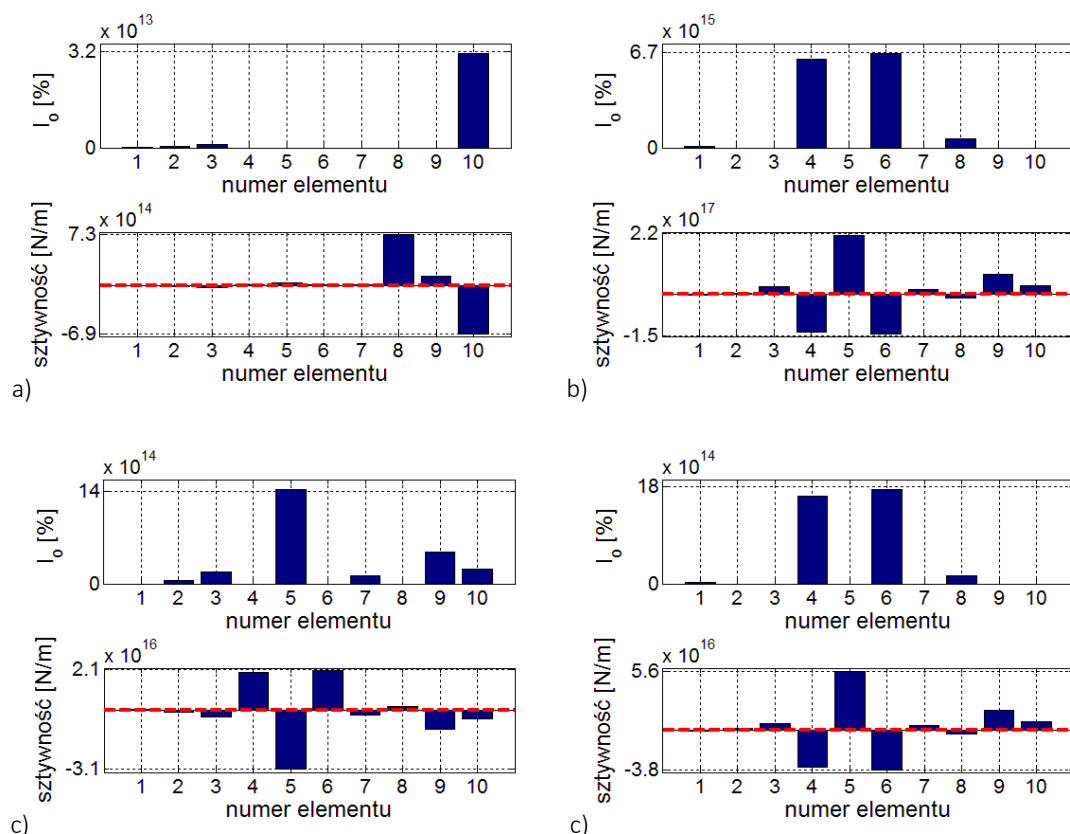 x 10^13
3.2
I_o [%]
0
1 2 3 4 5 6 7 8 9 10
numer elementu
x 10^14
7.3
sztywność [N/m]
-6.9
1 2 3 4 5 6 7 8 9 10
numer elementu
a)
x 10^15
6.7
I_o [%]
0
1 2 3 4 5 6 7 8 9 10
numer elementu
x 10^17
2.2
sztywność [N/m]
-1.5
1 2 3 4 5 6 7 8 9 10
numer elementu
b)
x 10^14
14
I_o [%]
0
1 2 3 4 5 6 7 8 9 10
numer elementu
x 10^16
2.1
sztywność [N/m]
-3.1
1 2 3 4 5 6 7 8 9 10
numer elementu
c)
x 10^14
18
I_o [%]
0
1 2 3 4 5 6 7 8 9 10
numer elementu
x 10^16
5.6
sztywność [N/m]
-3.8
1 2 3 4 5 6 7 8 9 10
numer elementu
c)